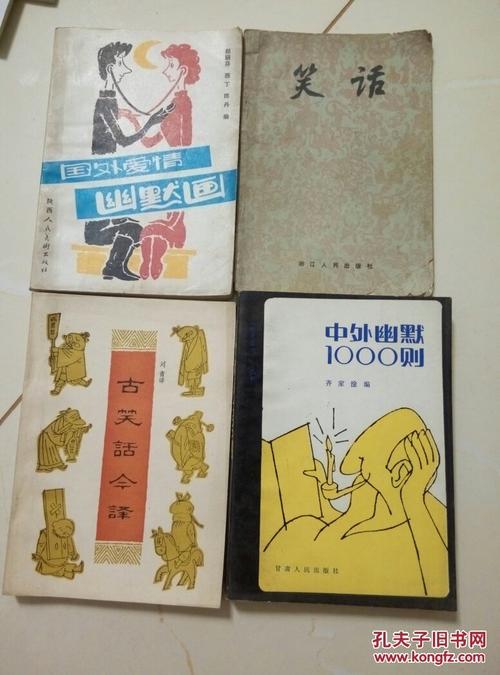 国外爱情
幽默画
陕西人民美术出版社
笑话
浙江人民出版社
古笑话今譯
中外幽默
1000则
齐家俭编
甘肃人民出版社
孔夫子旧书网
www.kongfz.com